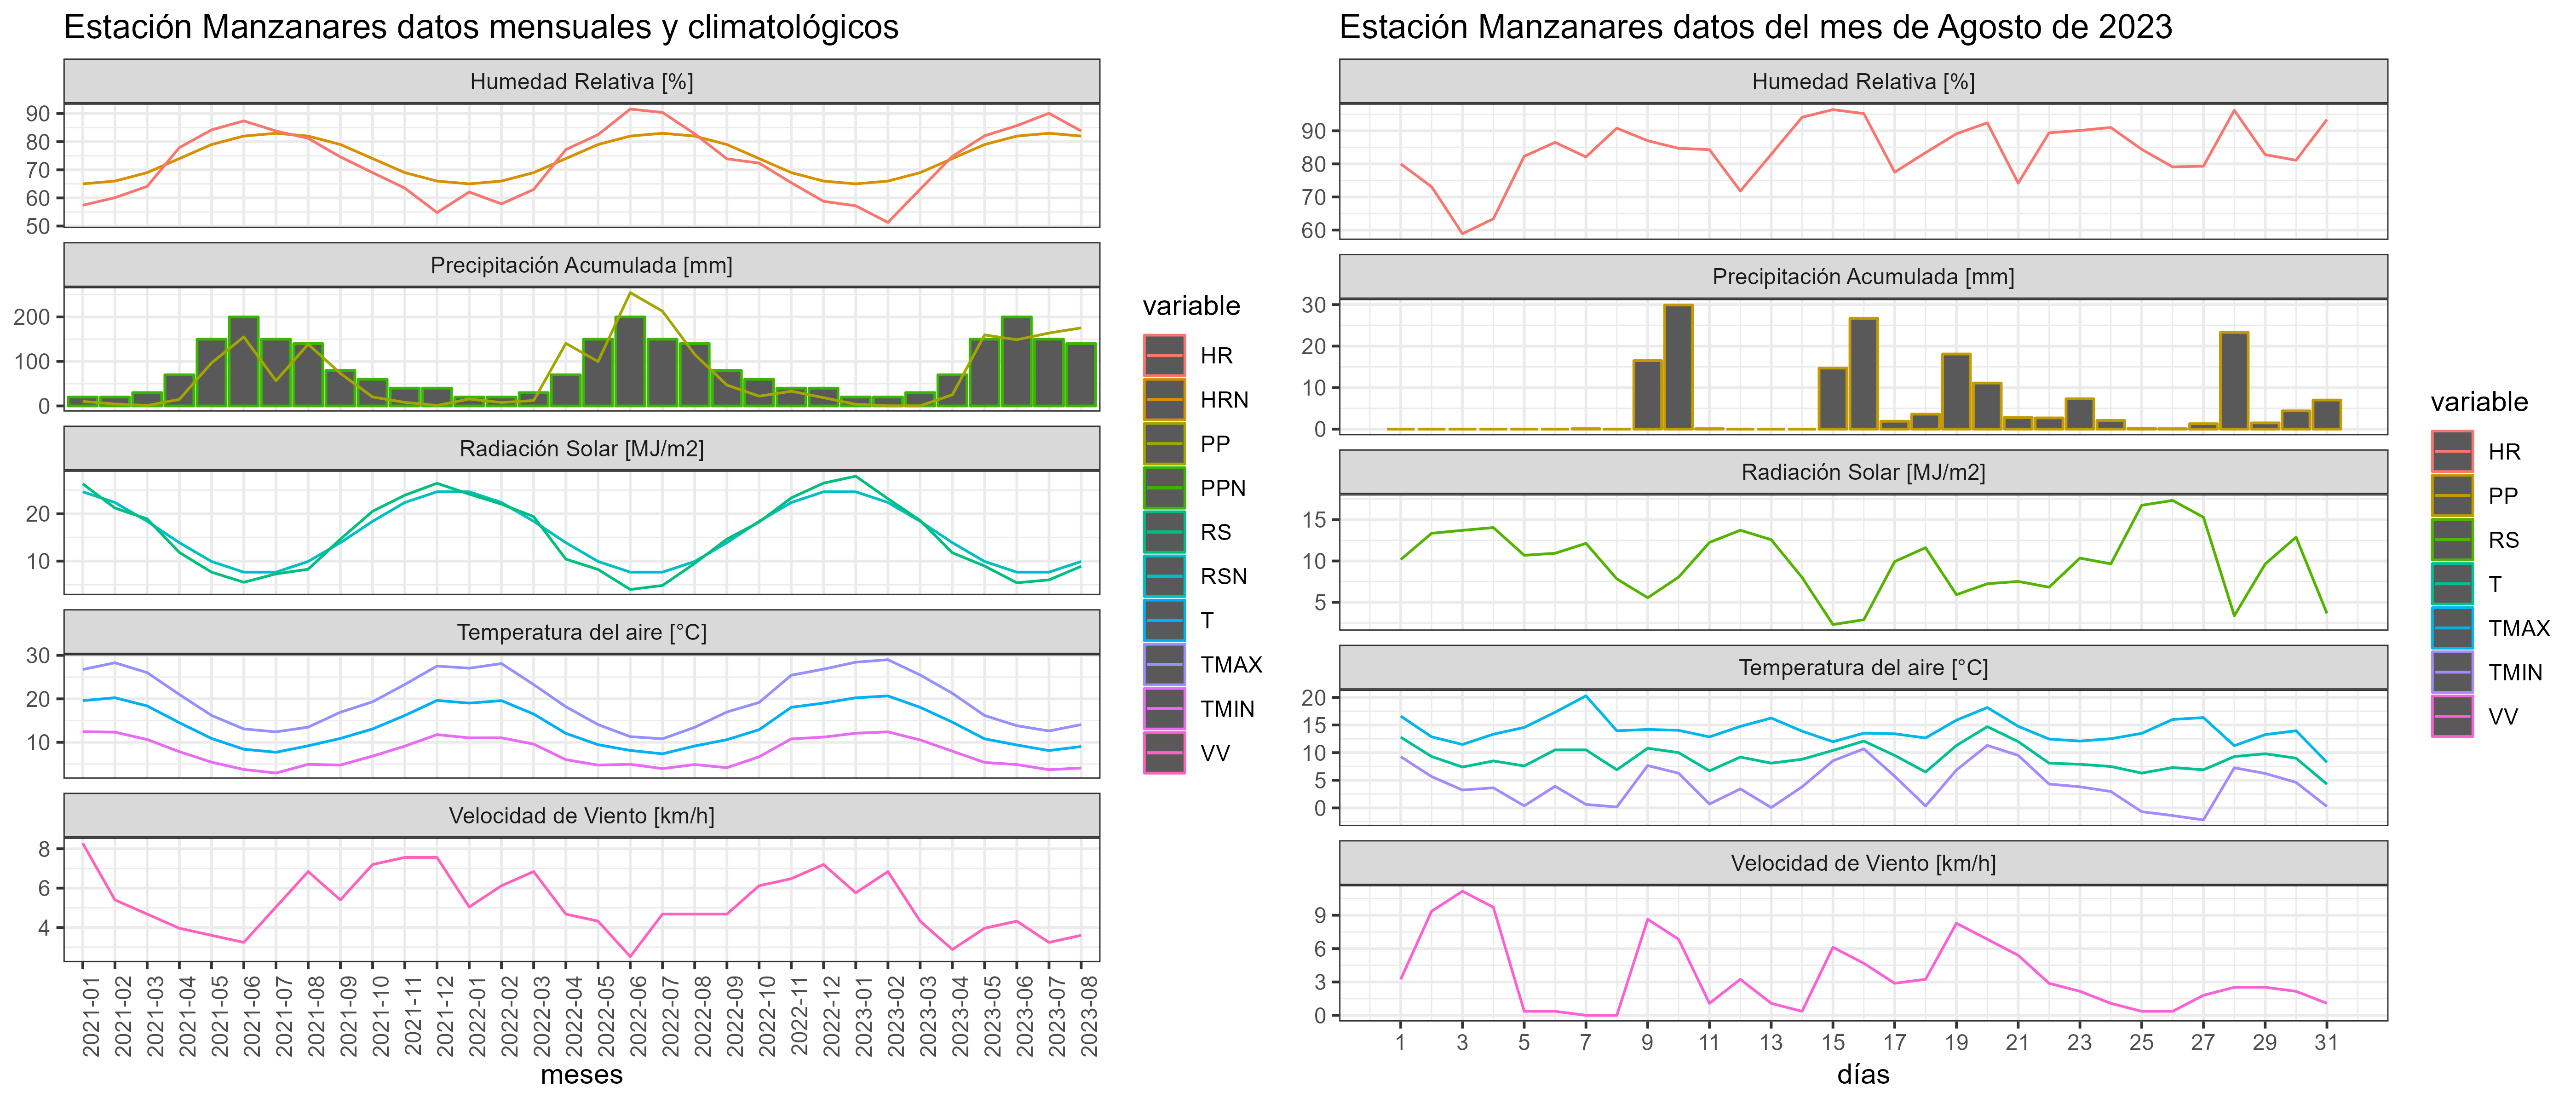 Estación Manzanares datos mensuales y climatológicos
Humedad Relativa [%]
90
80
70
60
50
Precipitación Acumulada [mm]
200
100
0
Radiación Solar [MJ/m2]
20
10
Temperatura del aire [°C]
30
20
10
Velocidad de Viento [km/h]
8
6
4
2021-01
2021-02
2021-03
2021-04
2021-05
2021-06
2021-07
2021-08
2021-09
2021-10
2021-11
2021-12
2022-01
2022-02
2022-03
2022-04
2022-05
2022-06
2022-07
2022-08
2022-09
2022-10
2022-11
2022-12
2023-01
2023-02
2023-03
2023-04
2023-05
2023-06
2023-07
2023-08
meses
variable
HR
HRN
PP
PPN
RS
RSN
T
TMAX
TMIN
VV
Estación Manzanares datos del mes de Agosto de 2023
Humedad Relativa [%]
90
80
70
60
Precipitación Acumulada [mm]
30
20
10
0
Radiación Solar [MJ/m2]
15
10
5
Temperatura del aire [°C]
20
15
10
5
0
Velocidad de Viento [km/h]
9
6
3
0
1 3 5 7 9 11 13 15 17 19 21 23 25 27 29 31
días
variable
HR
PP
RS
T
TMAX
TMIN
VV